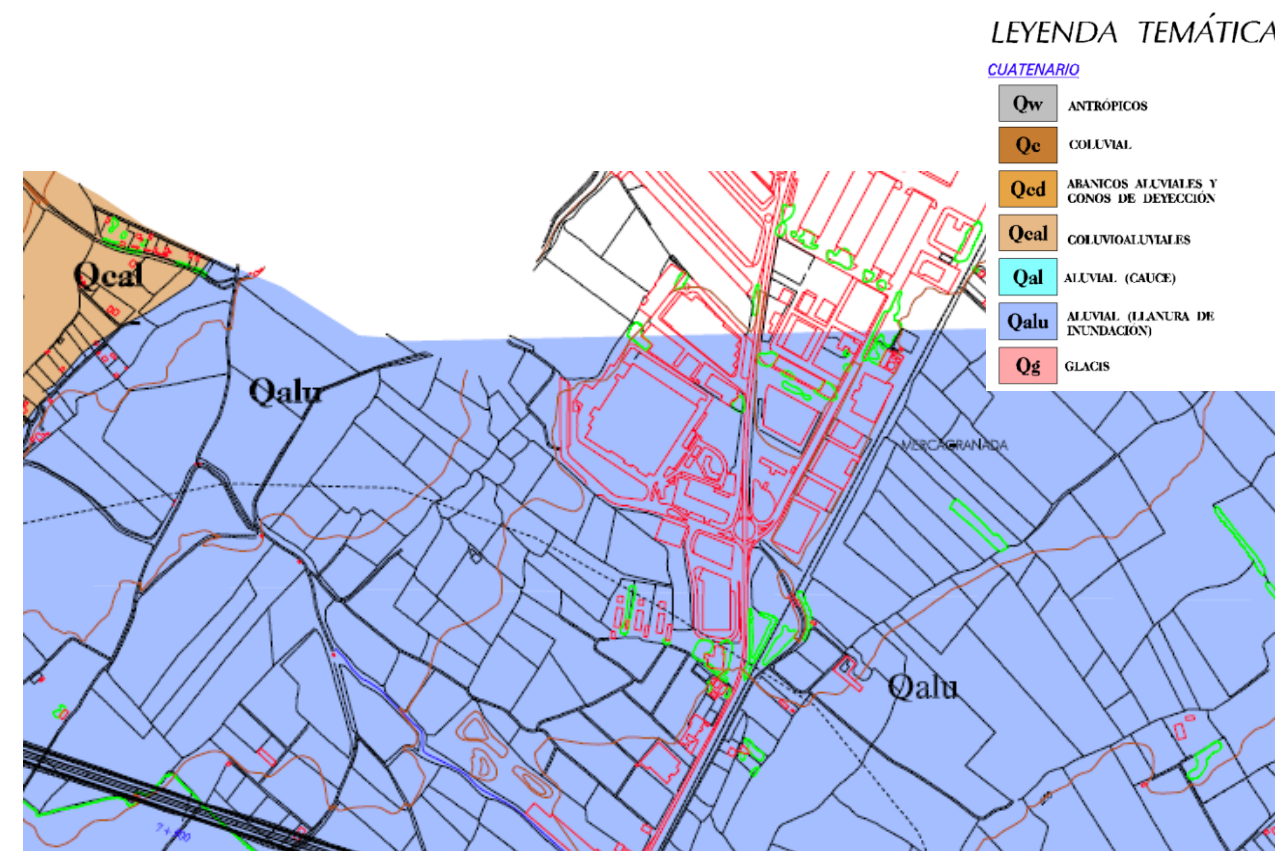 LEYENDA TEMÁTICA
CUATENARIO
Qw ANTRÓPICOS
Qc COLUVIAL
Qcd ABANICOS ALUVIALES Y
CONOS DE DEYECCIÓN
Qcal COLUVIOALUVIALES
Qal ALUVIAL (CAUCE)
Qalu ALUVIAL (LLANURA DE
INUNDACIÓN)
Qg GLACIS
Qcal
Qalu
MERCAGRANADA
Qalu